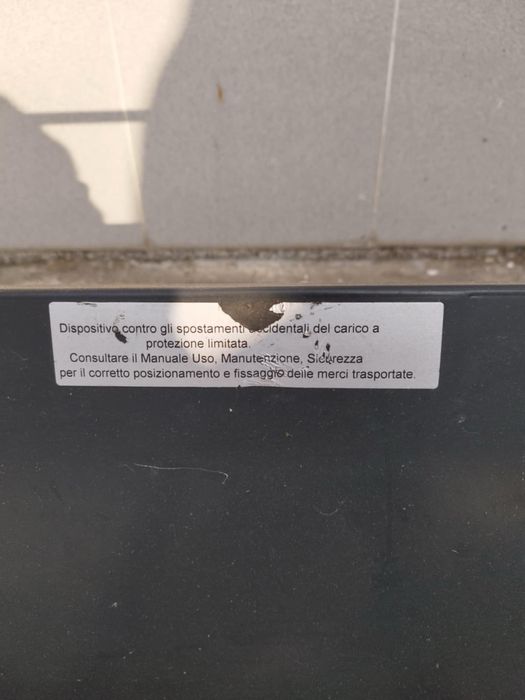 Dispositivo contro gli spostamenti accidentali del carico a
protezione limitata.
Consultare il Manuale Uso, Manutenzione, Sicurezza
per il corretto posizionamento e fissaggio delle merci trasportate.